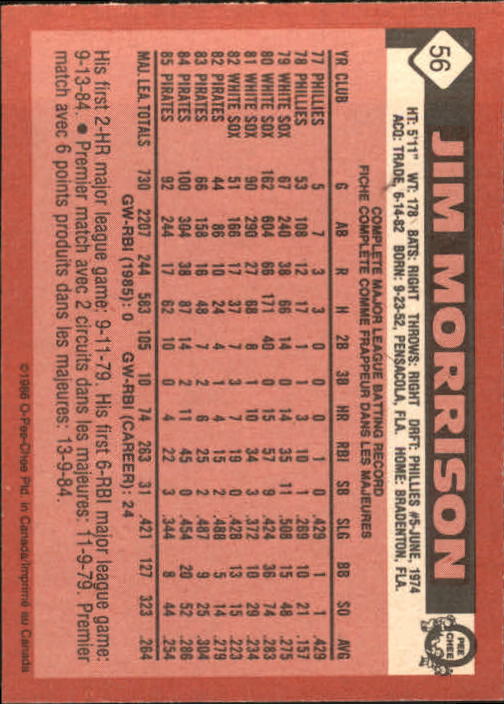 56
JIM MORRISON
HT: 5'11" WT: 178 BATS: RIGHT THROWS: RIGHT DRFT: PHILLIES #5-JUNE, 1974
ACQ: TRADE, 6-14-82 BORN: 9-23-52, PENSACOLA, FLA. HOME: BRADENTON, FLA.
O PEE CHEE
COMPLETE MAJOR LEAGUE BATTING RECORD
FICHE COMPLÈTE COMME FRAPPEUR DANS LES MAJEURES
YR CLUB G AB R H 2B 3B HR RBI SB SLG BB SO AVG
77 PHILLIES 5 7 3 3 0 0 0 1 0 .429 1 1 .429
78 PHILLIES 53 108 12 17 1 1 3 10 1 .269 10 21 .157
79 WHITE SOX 67 240 38 66 14 0 14 35 11 .508 15 48 .275
80 WHITE SOX 162 604 66 171 40 0 15 57 9 .424 36 74 .283
81 WHITE SOX 90 290 27 68 8 1 10 34 3 .372 10 29 .234
82 WHITE SOX 51 166 17 37 7 3 7 19 0 .428 13 15 .223
82 PIRATES 44 86 10 24 4 1 4 15 2 .488 5 14 .279
83 PIRATES 66 158 16 48 7 2 6 25 2 .487 9 25 .304
84 PIRATES 100 304 38 87 14 2 11 45 0 .454 20 52 .286
85 PIRATES 92 244 17 62 10 0 4 22 3 .344 8 44 .254
MAJ. LEA. TOTALS 730 2207 244 583 105 10 74 263 31 .421 127 323 .264
GW-RBI (1985): 0 GW-RBI (CAREER): 24
His first 2-HR major league game: 9-11-79. His first 6-RBI major league game:
9-13-84. ● Premier match avec 2 circuits dans les majeures: 11-9-79. Premier
match avec 6 points produits dans les majeures: 13-9-84.
©1986 O-Pee-Chee Ptd. in Canada/Imprimé au Canada